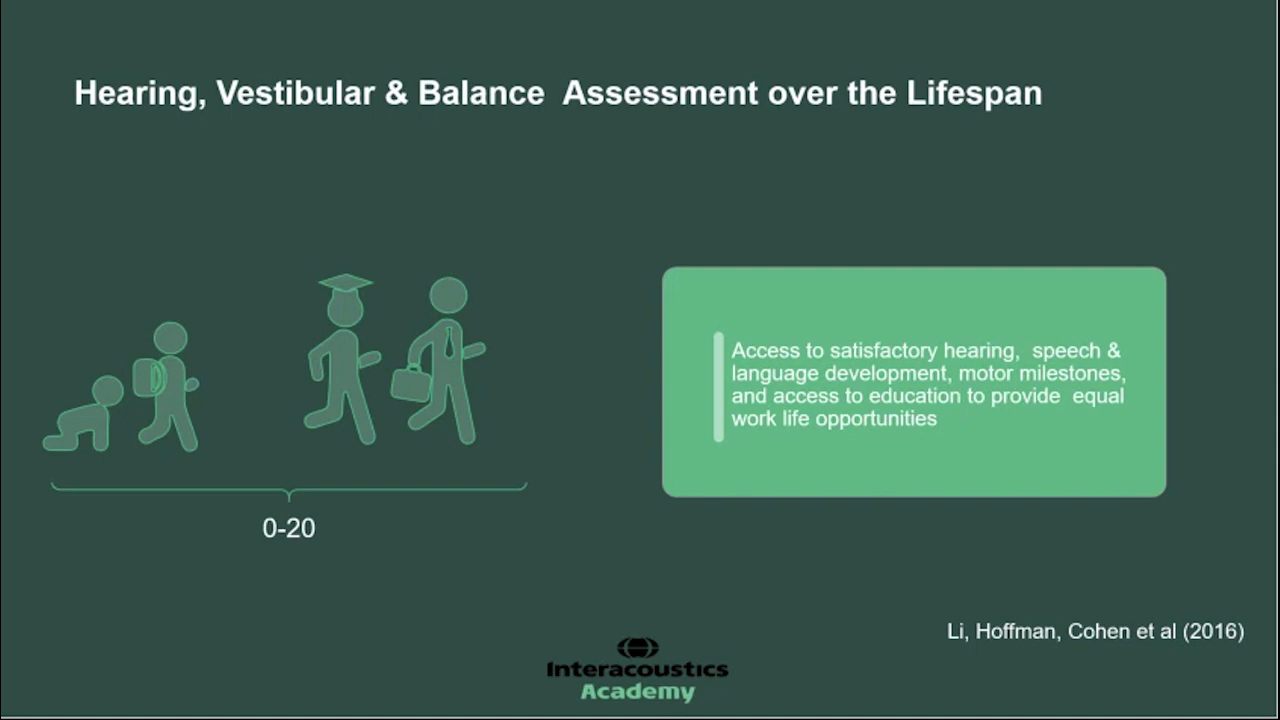 Hearing, Vestibular & Balance  Assessment over the Lifespan
Access to satisfactory hearing,  speech &
language development, motor milestones,
and access to education to provide  equal
work life opportunities
0-20
Li, Hoffman, Cohen et al (2016)
Interacoustics
Academy